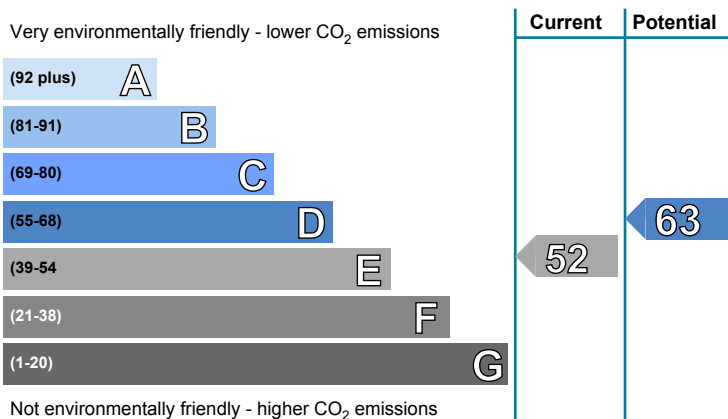 Current Potential
Very environmentally friendly - lower CO2 emissions
(92 plus) A
(81-91) B
(69-80) C
(55-68) D
63
(39-54 E
52
(21-38) F
(1-20) G
Not environmentally friendly - higher CO2 emissions